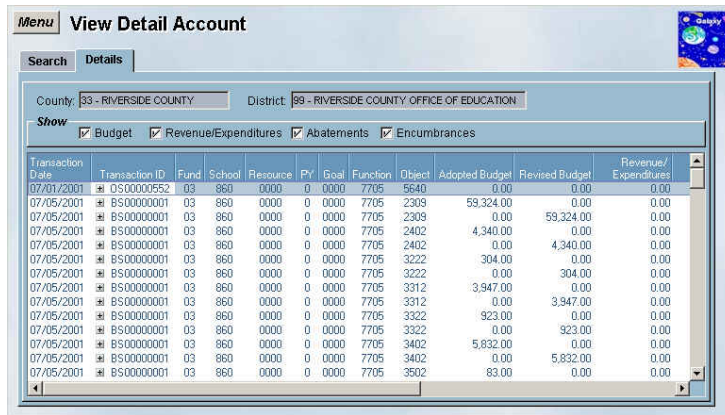 Menu View Detail Account
Galaxy
Search Details
County: 33 - RIVERSIDE COUNTY District: 99 - RIVERSIDE COUNTY OFFICE OF EDUCATION
Show
Budget Revenue/Expenditures Abatements Encumbrances
Transaction Date Transaction ID Fund School Resource PY Goal Function Object Adopted Budget Revised Budget Revenue/ Expenditures
07/01/2001 OS00000552 03 860 0000 0 0000 7705 5640 0.00 0.00 0.00
07/05/2001 BS00000001 03 860 0000 0 0000 7705 2309 59,324.00 0.00 0.00
07/05/2001 BS00000001 03 860 0000 0 0000 7705 2309 0.00 59,324.00 0.00
07/05/2001 BS00000001 03 860 0000 0 0000 7705 2402 4,340.00 0.00 0.00
07/05/2001 BS00000001 03 860 0000 0 0000 7705 2402 0.00 4,340.00 0.00
07/05/2001 BS00000001 03 860 0000 0 0000 7705 3222 304.00 0.00 0.00
07/05/2001 BS00000001 03 860 0000 0 0000 7705 3222 0.00 304.00 0.00
07/05/2001 BS00000001 03 860 0000 0 0000 7705 3312 3,947.00 0.00 0.00
07/05/2001 BS00000001 03 860 0000 0 0000 7705 3312 0.00 3,947.00 0.00
07/05/2001 BS00000001 03 860 0000 0 0000 7705 3322 923.00 0.00 0.00
07/05/2001 BS00000001 03 860 0000 0 0000 7705 3322 0.00 923.00 0.00
07/05/2001 BS00000001 03 860 0000 0 0000 7705 3402 5,832.00 0.00 0.00
07/05/2001 BS00000001 03 860 0000 0 0000 7705 3402 0.00 5,832.00 0.00
07/05/2001 BS00000001 03 860 0000 0 0000 7705 3502 83.00 0.00 0.00